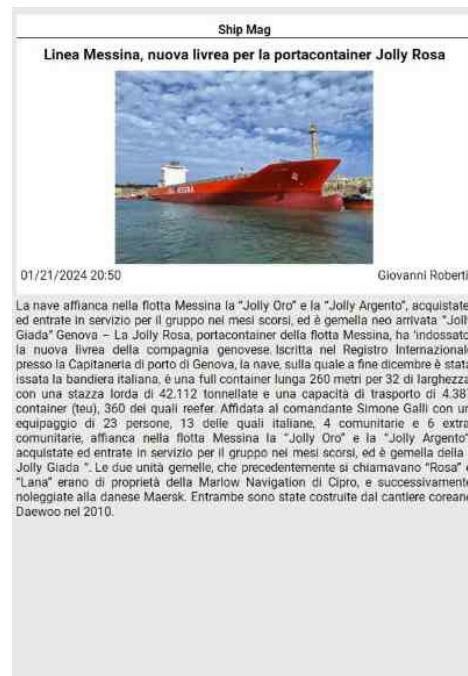 Ship Mag
Linea Messina, nuova livrea per la portacontainer Jolly Rosa
MESSINA
01/21/2024 20:50
Giovanni Roberti
La nave affianca nella flotta Messina la "Jolly Oro" e la "Jolly Argento", acquistate
ed entrate in servizio per il gruppo nei mesi scorsi, ed è gemella neo arrivata "Jolly
Giada" Genova – La Jolly Rosa, portacontainer della flotta Messina, ha 'indossato'
la nuova livrea della compagnia genovese. Iscritta nel Registro Internazionale
presso la Capitaneria di porto di Genova, la nave, sulla quale a fine dicembre è stata
issata la bandiera italiana, è una full container lunga 260 metri per 32 di larghezza
con una stazza lorda di 42.112 tonnellate e una capacità di trasporto di 4.387
container (teu), 360 dei quali reefer. Affidata al comandante Simone Galli con un
equipaggio di 23 persone, 13 delle quali italiane, 4 comunitarie e 6 extra
comunitarie, affianca nella flotta Messina la "Jolly Oro" e la "Jolly Argento",
acquistate ed entrate in servizio per il gruppo nei mesi scorsi, ed è gemella della "
Jolly Giada ". Le due unità gemelle, che precedentemente si chiamavano "Rosa" e
"Lana" erano di proprietà della Marlow Navigation di Cipro, e successivamente
noleggiate alla danese Maersk. Entrambe sono state costruite dal cantiere coreano
Daewoo nel 2010.